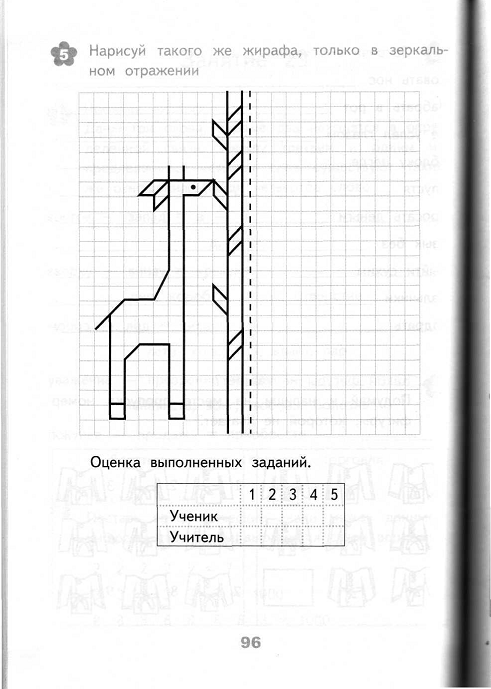 5 Нарисуй такого же жирафа, только в зеркаль-
ном отражении
Оценка выполненных заданий.
1 2 3 4 5
Ученик
Учитель
96